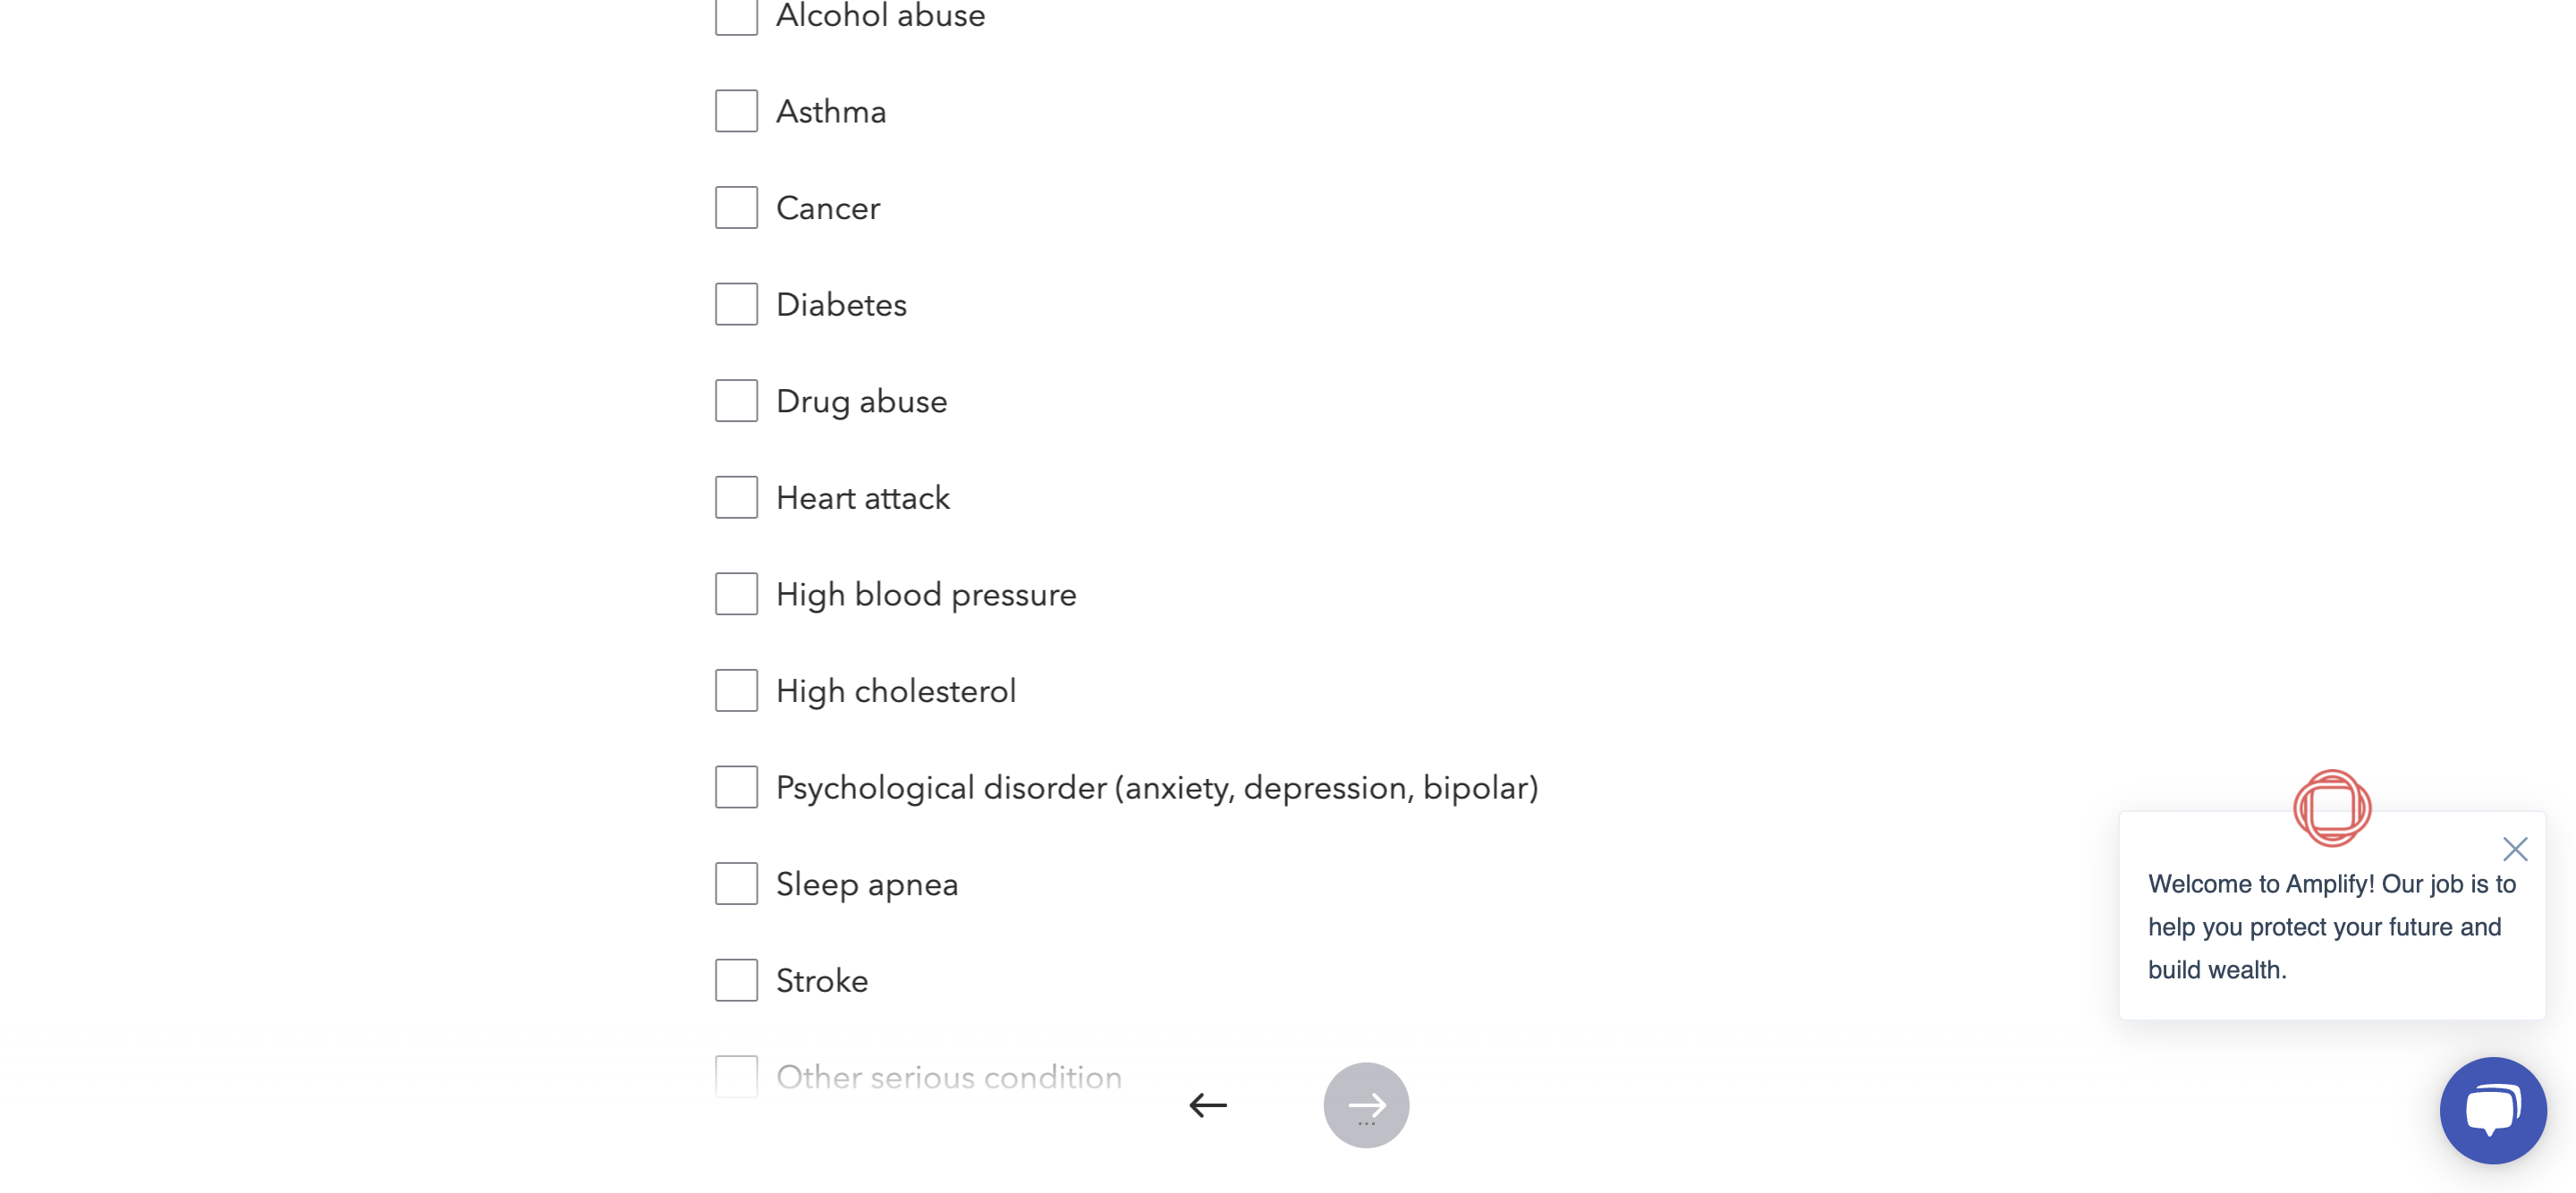 Alcohol abuse
Asthma
Cancer
Diabetes
Drug abuse
Heart attack
High blood pressure
High cholesterol
Psychological disorder (anxiety, depression, bipolar)
Sleep apnea
Stroke
Other serious condition
Welcome to Amplify! Our job is to
help you protect your future and
build wealth.